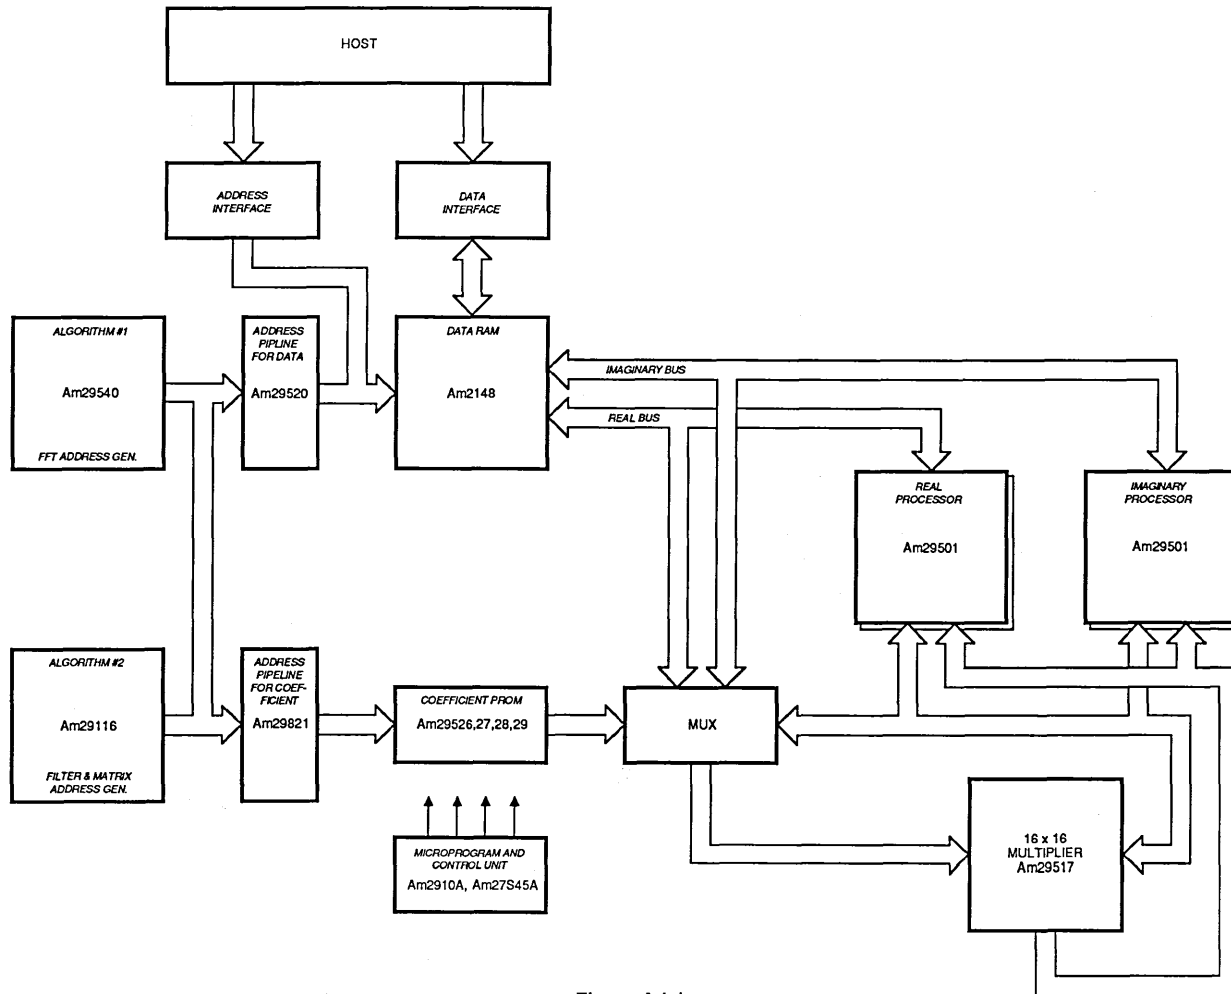 HOST
ADDRESS
INTERFACE
DATA
INTERFACE
ALGORITHM #1
Am29540
FFT ADDRESS GEN.
ADDRESS
PIPLINE
FOR DATA
Am29520
DATA RAM
Am2148
IMAGINARY BUS
REAL BUS
REAL
PROCESSOR
Am29501
IMAGINARY
PROCESSOR
Am29501
ALGORITHM #2
Am29116
FILTER & MATRIX
ADDRESS GEN.
ADDRESS
PIPELINE
FOR COEF-
FICIENT
Am29821
COEFFICIENT PROM
Am29526,27,28,29
MUX
MICROPROGRAM AND
CONTROL UNIT
Am2910A, Am27S45A
16 x 16
MULTIPLIER
Am29517